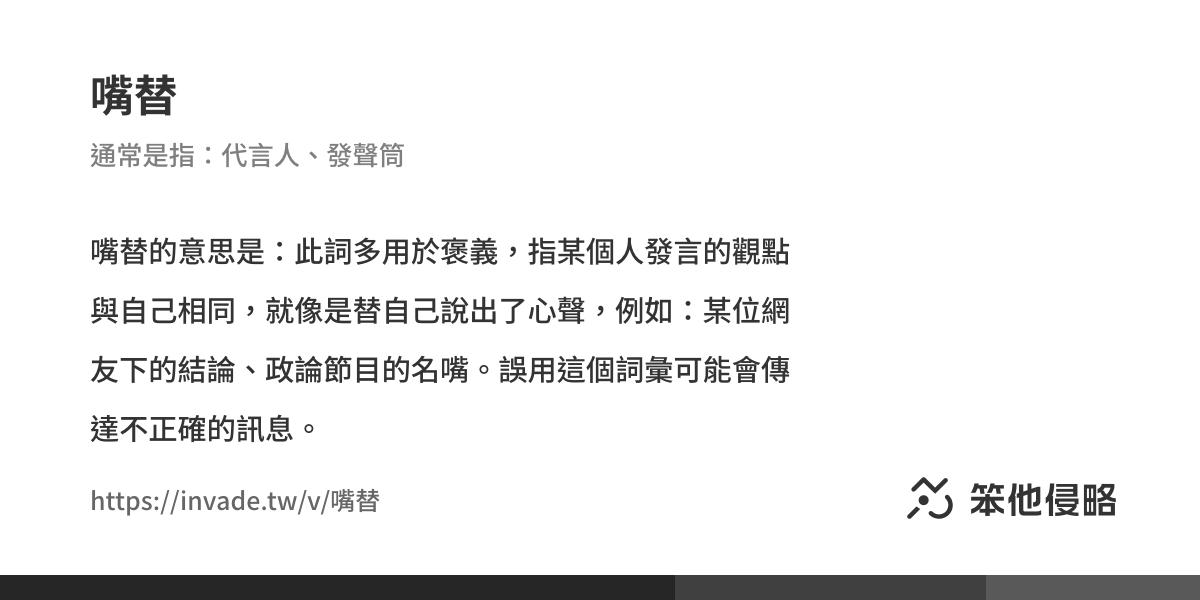 嘴替
通常是指：代言人、發聲筒
嘴替的意思是：此詞多用於褒義，指某個人發言的觀點
與自己相同，就像是替自己說出了心聲，例如：某位網
友下的結論、政論節目的名嘴。誤用這個詞彙可能會傳
達不正確的訊息。
https://invade.tw/v/嘴替
笨他侵略